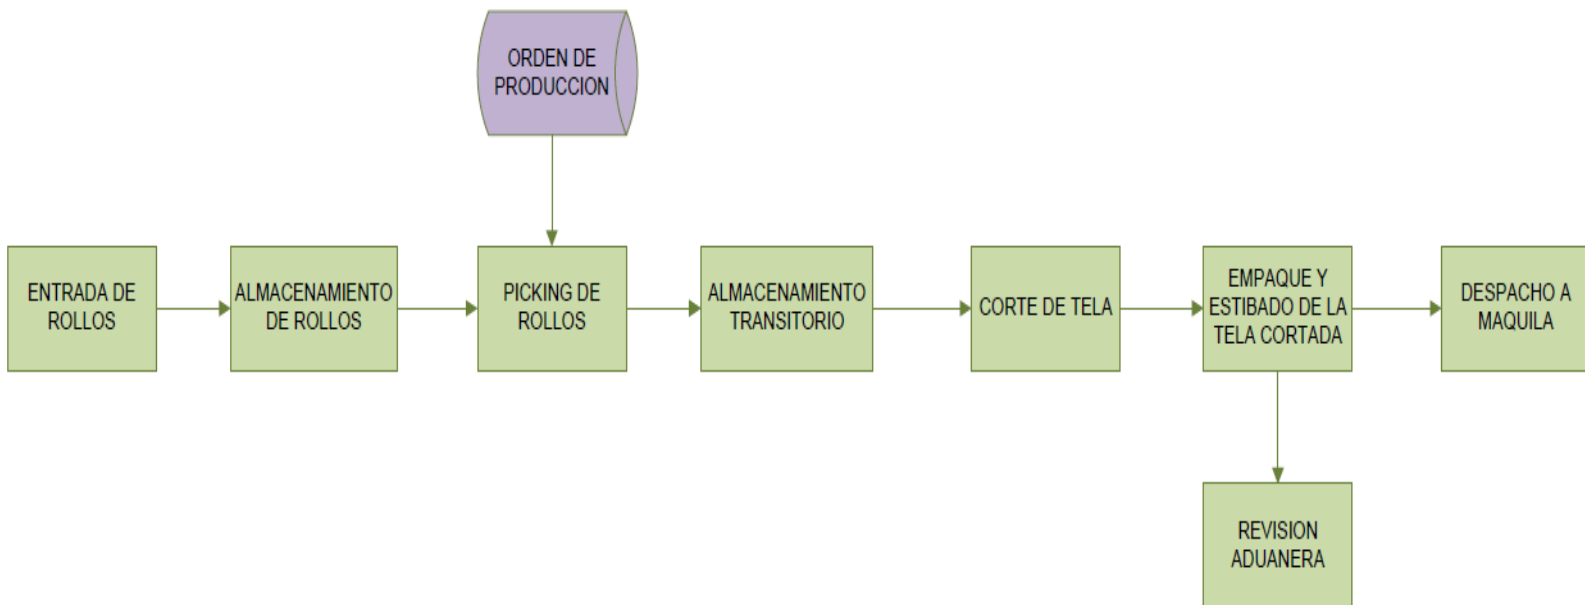 ORDEN DE
PRODUCCION
ENTRADA DE
ROLLOS
ALMACENAMIENTO
DE ROLLOS
PICKING DE
ROLLOS
ALMACENAMIENTO
TRANSITORIO
CORTE DE TELA
EMPAQUE Y
ESTIBADO DE LA
TELA CORTADA
DESPACHO A
MAQUILA
REVISION
ADUANERA